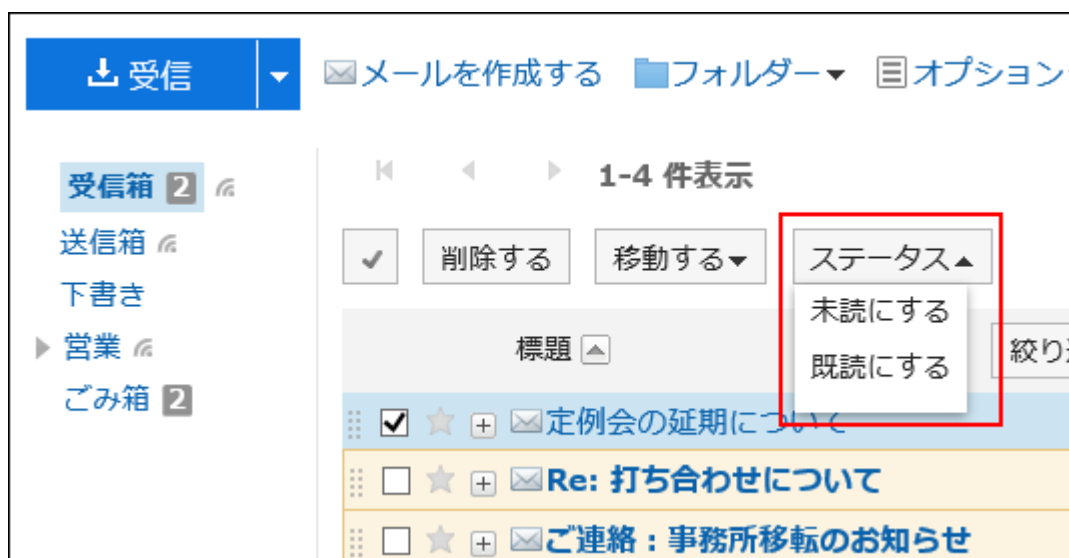 受信 メールを作成する フォルダー オプション
受信箱 2
送信箱
下書き
営業
ごみ箱 2
1-4 件表示
削除する 移動する ステータス
未読にする
既読にする
標題 絞り
定例会の延期について
Re: 打ち合わせについて
ご連絡：事務所移転のお知らせ